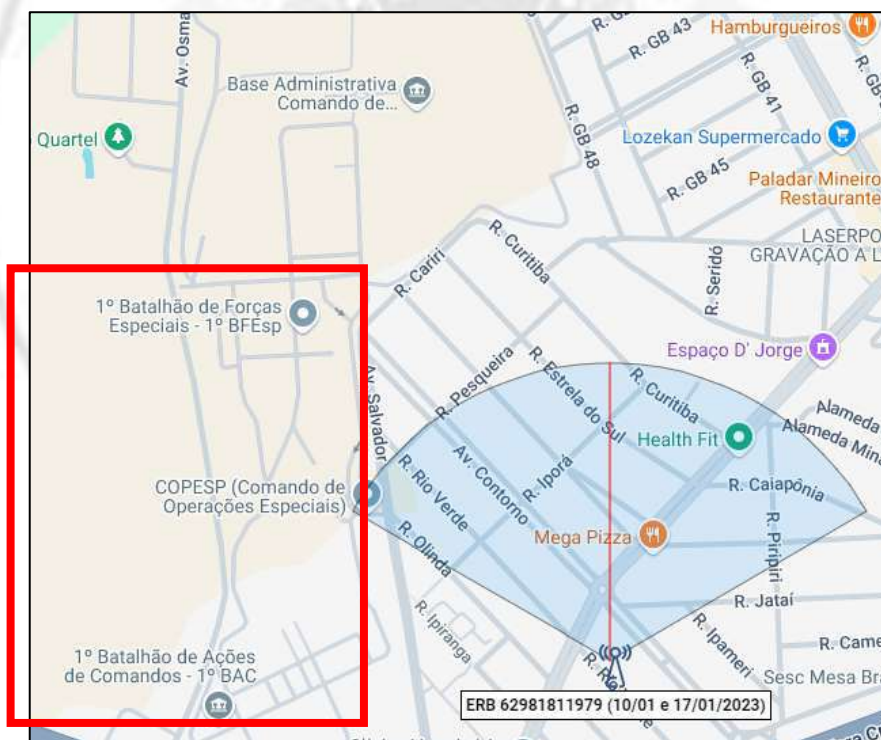 Hamburgueiros
R. GB 43
R. GB 41
Av. Osma
Base Administrativa
Comando de...
R. GB 48
Quartel
Lozekan Supermercado
R. GB 45
Paladar Mineiro
Restaurante
R. Curitiba
LASERPO
GRAVAÇÃO A L
R. Cariri
R. Seridó
1º Batalhão de Forças
Especiais - 1º BFEsp
Espaço D' Jorge
R. Pesqueira
R. Estrela do Sul
Av. Salvador
R. Curitiba
Alameda
Alameda Mina
Health Fit
R. Rio Verde
Av. Contorno
R. Iporá
COPESP (Comando de
Operações Especiais)
R. Caiapônia
R. Olinda
Mega Pizza
R. Piripiri
R. Jataí
R. Ipiranga
R. Ipameri
R. Came
1º Batalhão de Ações
de Comandos - 1º BAC
Sesc Mesa Bra
ERB 62981811979 (10/01 e 17/01/2023)